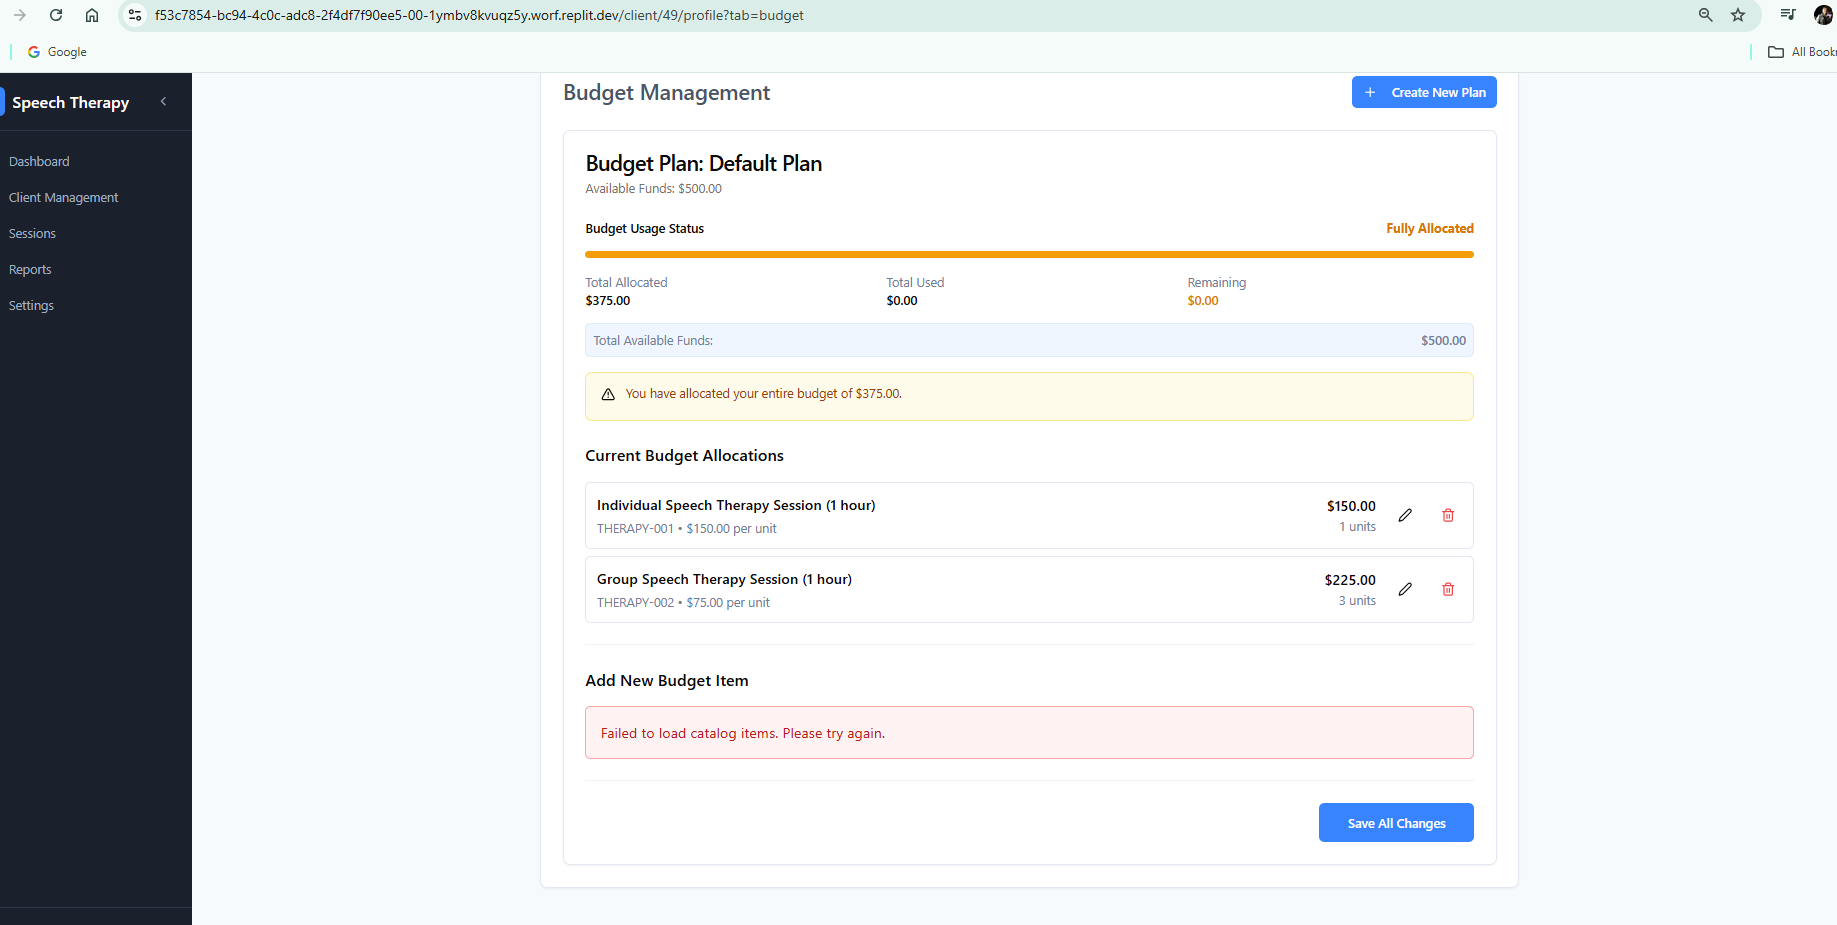 f53c7854-bc94-4c0c-adc8-2f4df7f90ee5-00-1ymbv8kvuqz5y.worf.replit.dev/client/49/profile?tab=budget
Google
All Book
Speech Therapy
Dashboard
Client Management
Sessions
Reports
Settings
Budget Management
+ Create New Plan
Budget Plan: Default Plan
Available Funds: $500.00
Budget Usage Status
Fully Allocated
Total Allocated
$375.00
Total Used
$0.00
Remaining
$0.00
Total Available Funds:
$500.00
You have allocated your entire budget of $375.00.
Current Budget Allocations
Individual Speech Therapy Session (1 hour)
THERAPY-001 • $150.00 per unit
$150.00
1 units
Group Speech Therapy Session (1 hour)
THERAPY-002 • $75.00 per unit
$225.00
3 units
Add New Budget Item
Failed to load catalog items. Please try again.
Save All Changes